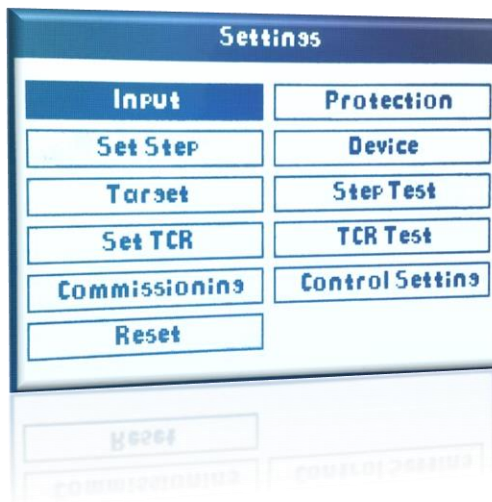 Settings
Input
Protection
Set Step
Device
Target
Step Test
Set TCR
TCR Test
Commissioning
Control Setting
Reset